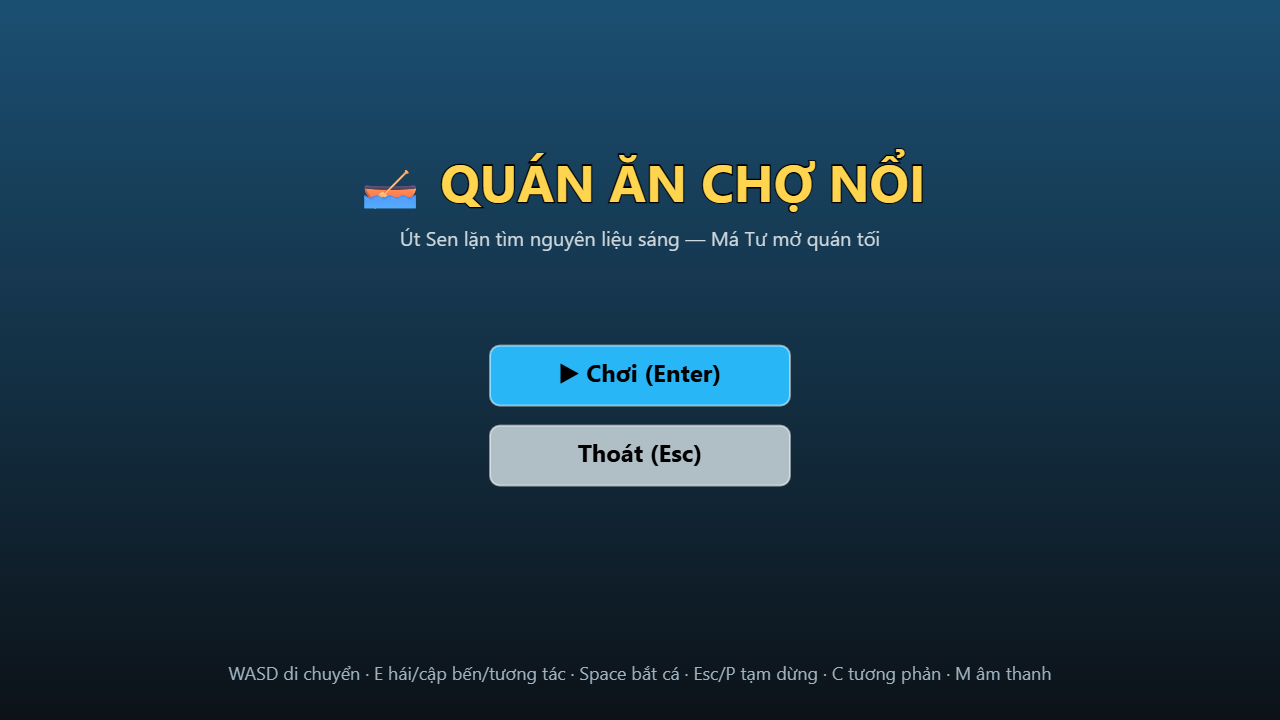 QUÁN ĂN CHỢ NỔI
Út Sen lặn tìm nguyên liệu sáng — Má Tư mở quán tối
▶ Chơi (Enter)
Thoát (Esc)
WASD di chuyển · E hái/cập bến/tương tác · Space bắt cá · Esc/P tạm dừng · C tương phản · M âm thanh